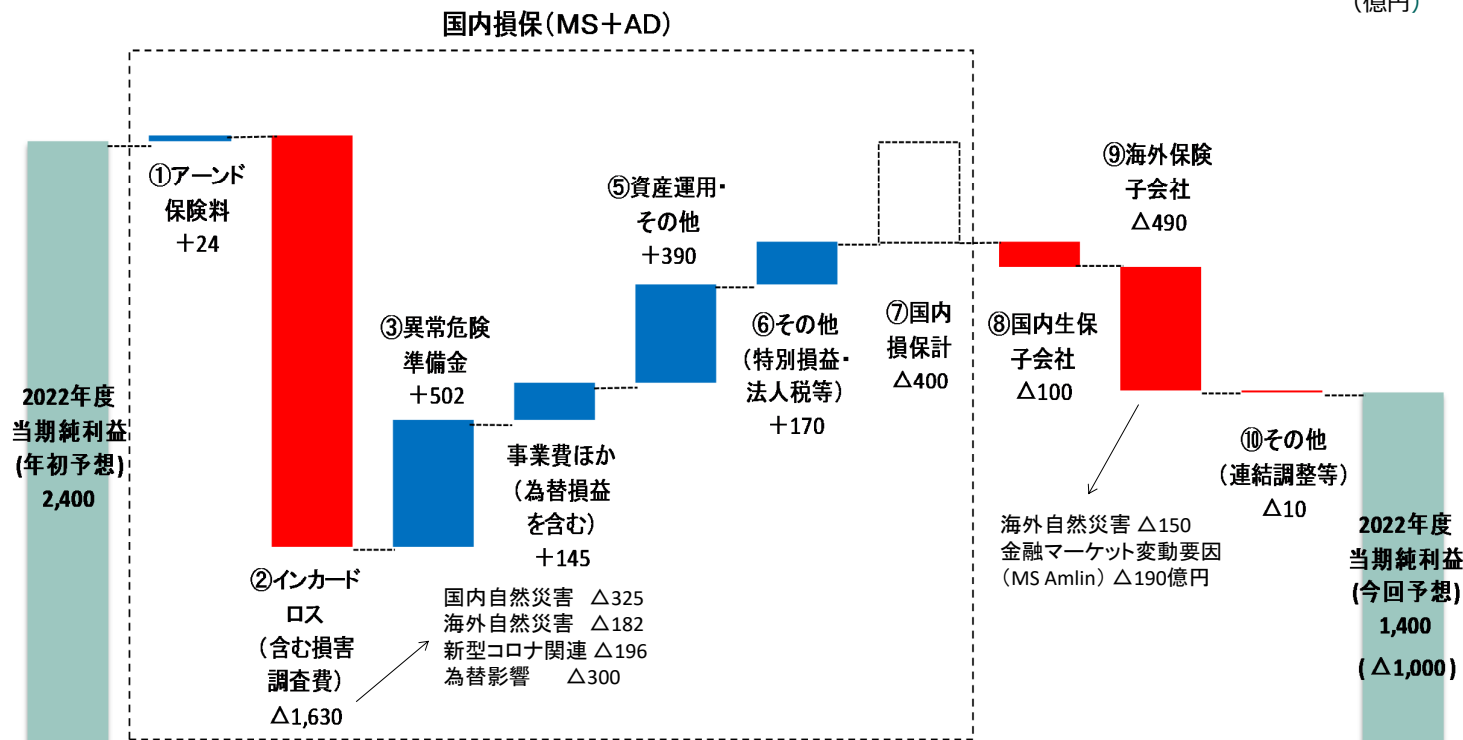 （億円）
国内損保（MS＋AD）
2022年度
当期純利益
(年初予想)
2,400
①アーンド
保険料
＋24
②インカード
ロス
（含む損害
調査費）
△1,630
国内自然災害 △325
海外自然災害 △182
新型コロナ関連 △196
為替影響 △300
③異常危険
準備金
＋502
事業費ほか
（為替損益
を含む）
＋145
⑤資産運用・
その他
＋390
⑥その他
（特別損益・
法人税等）
＋170
⑦国内
損保計
△400
⑧国内生保
子会社
△100
⑨海外保険
子会社
△490
海外自然災害 △150
金融マーケット変動要因
（MS Amlin）△190億円
⑩その他
（連結調整等）
△10
2022年度
当期純利益
(今回予想)
1,400
(△1,000)